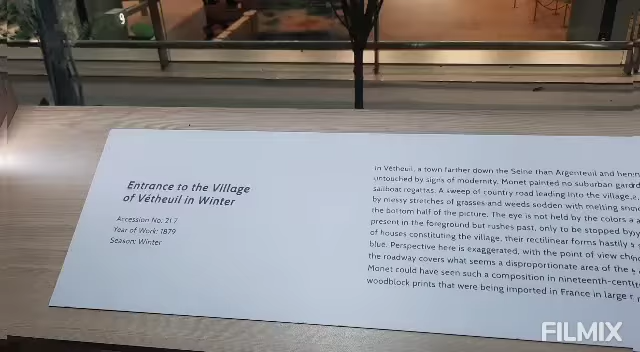 9
Entrance to the Village
of Vétheuil in Winter
Accession No: 21.7
Year of Work: 1879
Season: Winter
In Vétheuil, a town farther down the Seine than Argenteuil and
untouched by signs of modernity. Monet painted no suburban
sailboat regattas. A sweep of country road leading into the village
by messy stretches of grasses and weeds sodden with melting
the bottom half of the picture. The eye is not held by the colors
present in the foreground but rushes past, only to be stopped by
of houses constituting the village, their rectilinear forms hastily
blue. Perspective here is exaggerated, with the point of view
the roadway covers what seems a disproportionate area of the
Monet could have seen such a composition in
woodblock prints that were being imported in France in large
FILMIX